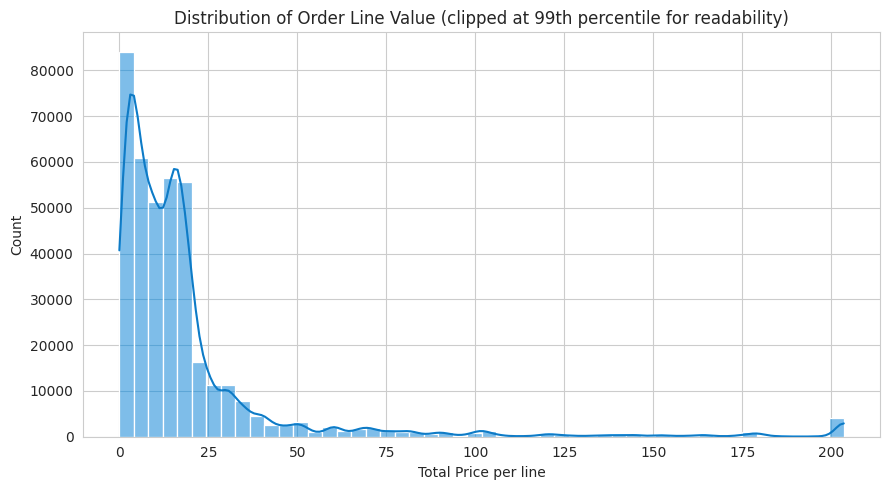 Distribution of Order Line Value (clipped at 99th percentile for readability)
80000
70000
60000
50000
40000
30000
20000
10000
0
Count
0 25 50 75 100 125 150 175 200
Total Price per line